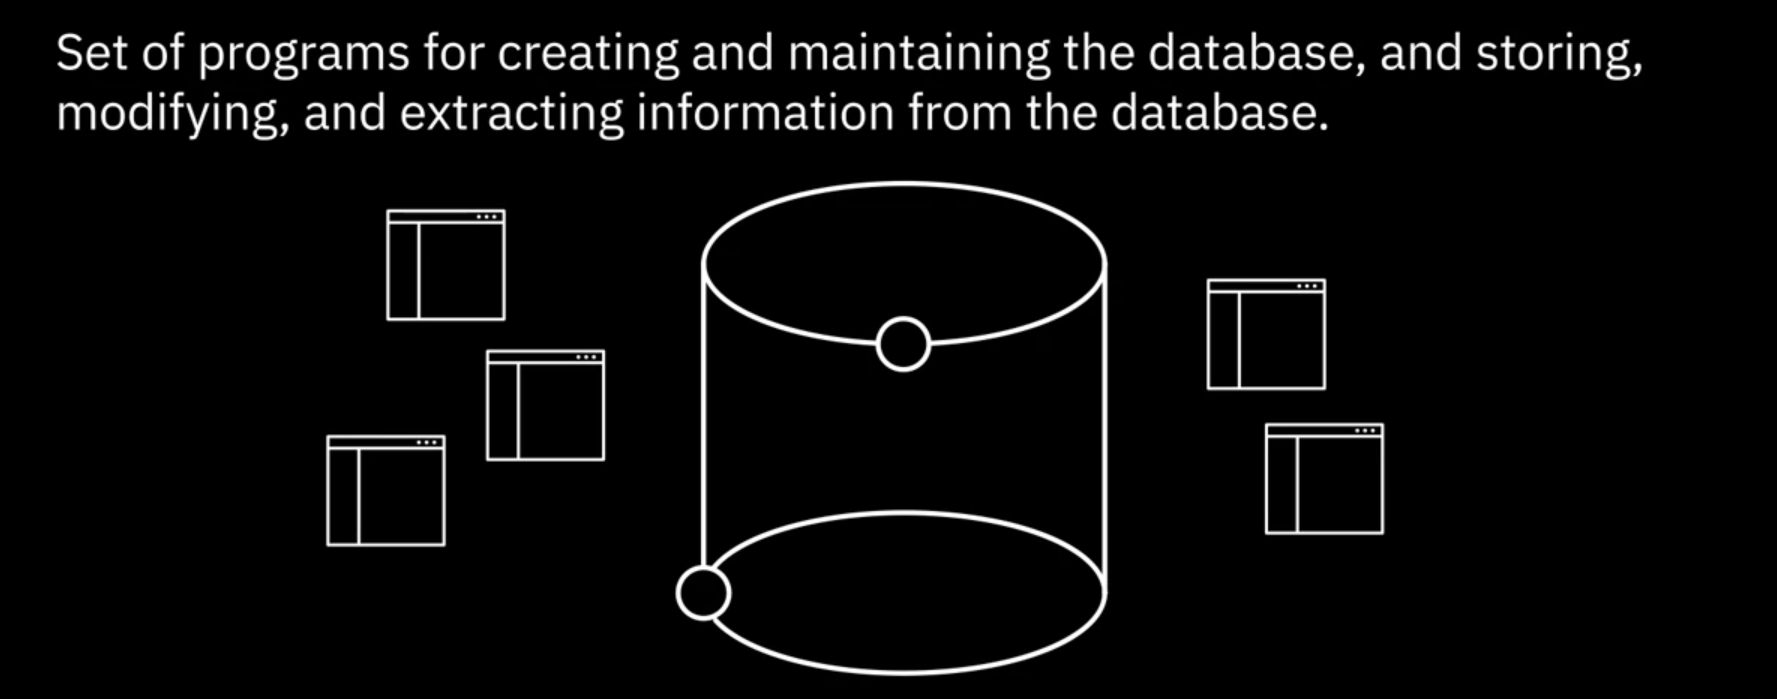 Set of programs for creating and maintaining the database, and storing,
modifying, and extracting information from the database.